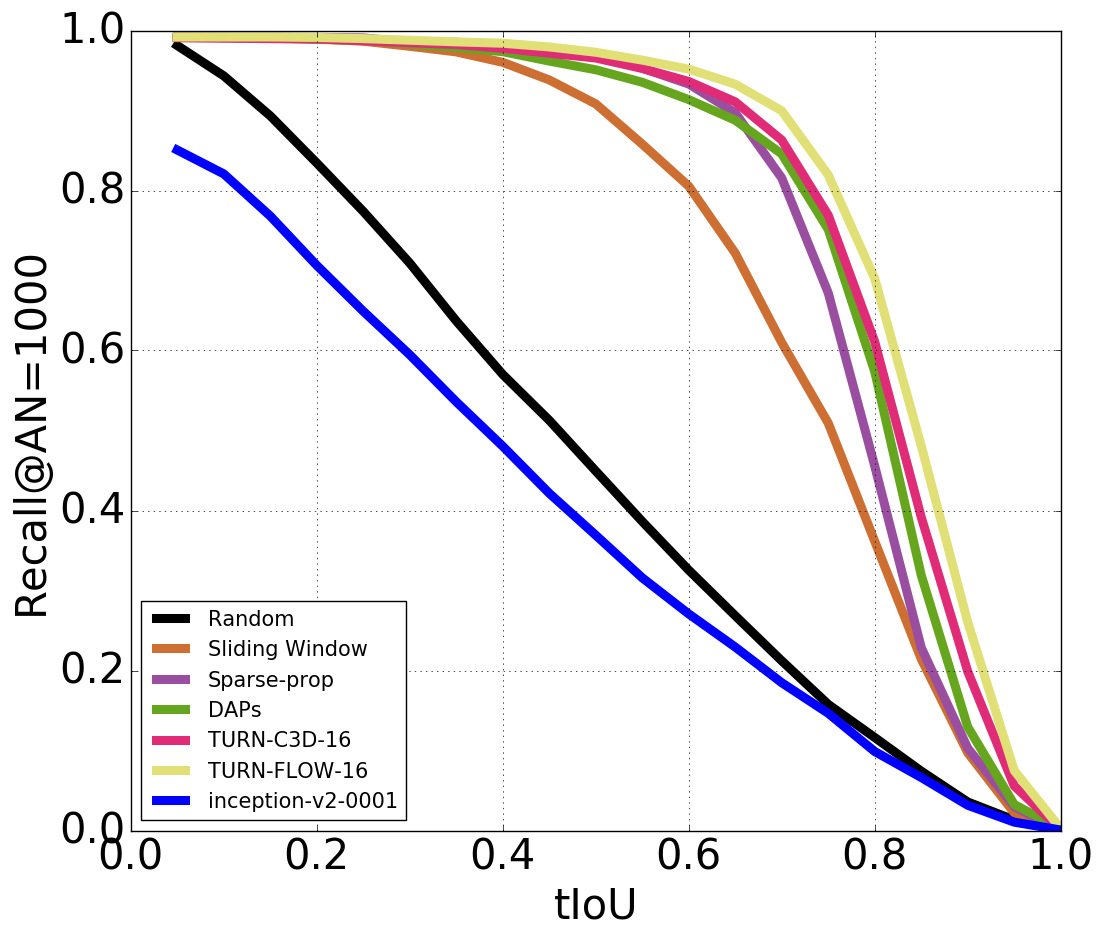 1.0
0.8
0.6
0.4
0.2
0.0
Recall@AN=1000
Random
Sliding Window
Sparse-prop
DAPs
TURN-C3D-16
TURN-FLOW-16
inception-v2-0001
0.0 0.2 0.4 0.6 0.8 1.0
tIoU